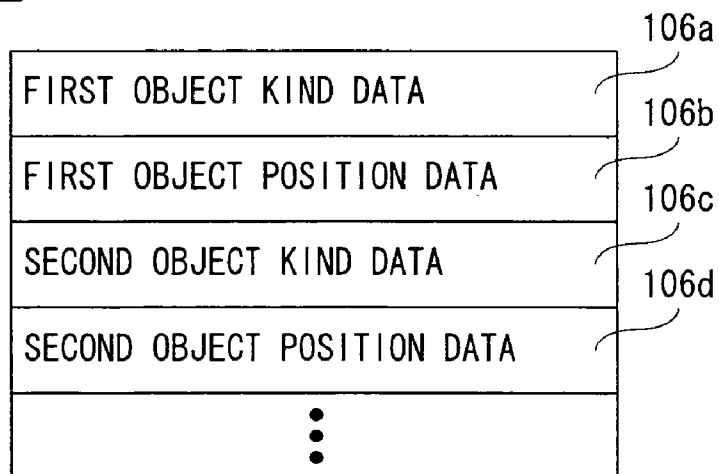 106a
FIRST OBJECT KIND DATA
106b
FIRST OBJECT POSITION DATA
106c
SECOND OBJECT KIND DATA
106d
SECOND OBJECT POSITION DATA